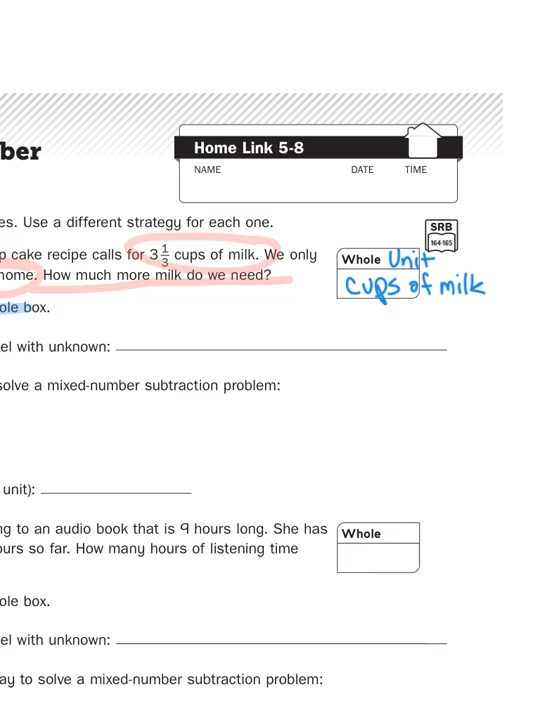 ber
Home Link 5-8
NAME DATE TIME
es. Use a different strategy for each one.
SRB
164-165
p cake recipe calls for 3 1/3 cups of milk. We only
home. How much more milk do we need?
Whole Unit
cups of milk
ole box.
el with unknown:
solve a mixed-number subtraction problem:
unit):
ng to an audio book that is 9 hours long. She has
ours so far. How many hours of listening time
Whole
ole box.
el with unknown:
ay to solve a mixed-number subtraction problem: